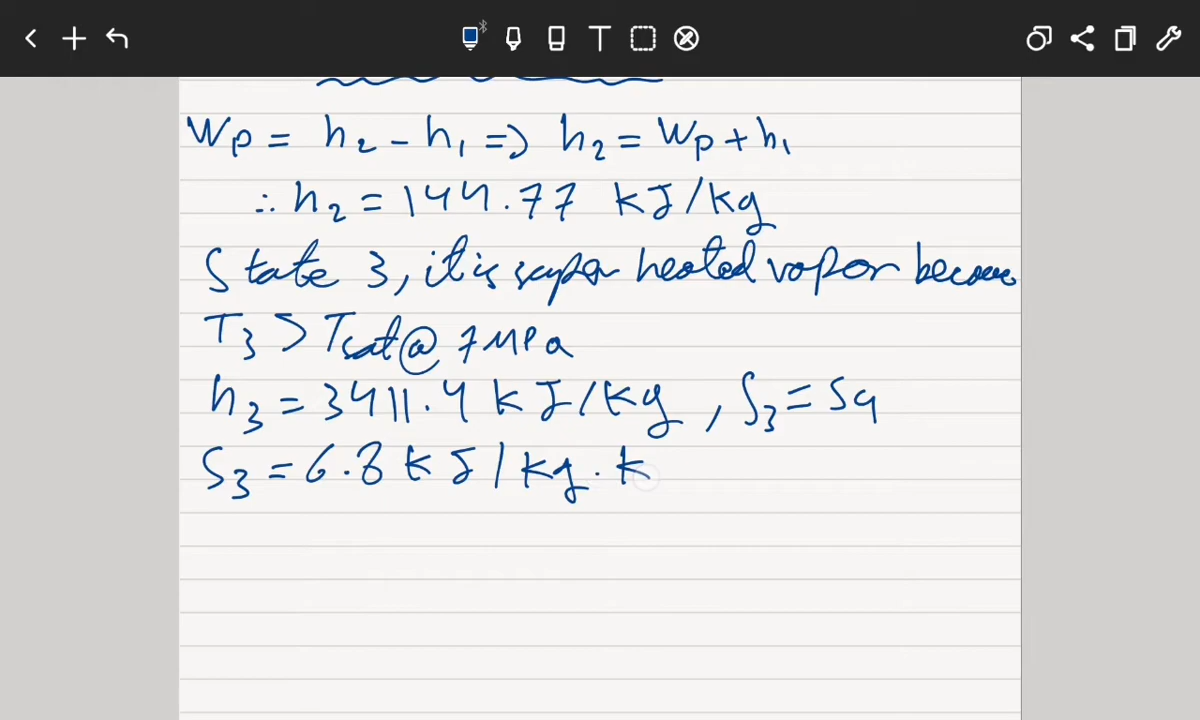 Wp = h2 - h1 => h2 = Wp + h1
∴ h2 = 144.77 kJ/kg
State 3, it is super heated vapor because
T3 > Tsat@ 7MPa
h3 = 3411.4 kJ/kg, S3 = S4
S3 = 6.8 kJ/kg.k